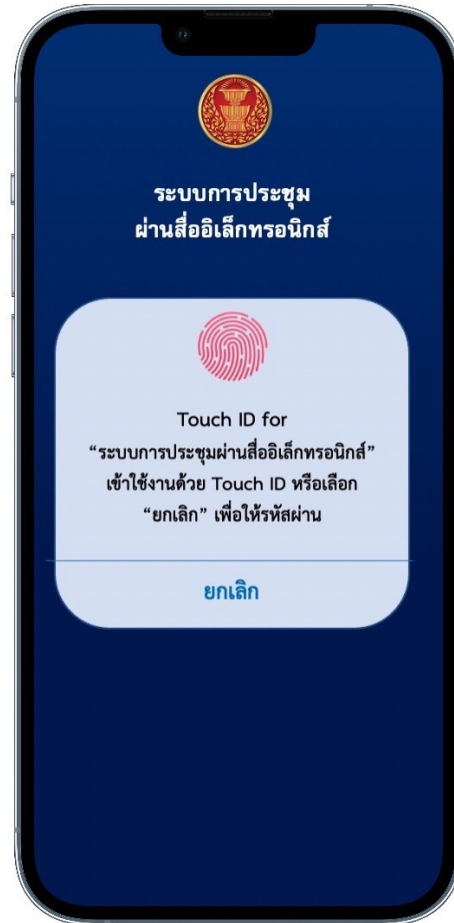 ระบบการประชุม
ผ่านสื่ออิเล็กทรอนิกส์
Touch ID for
“ระบบการประชุมผ่านสื่ออิเล็กทรอนิกส์”
เข้าใช้งานด้วย Touch ID หรือเลือก
“ยกเลิก” เพื่อให้รหัสผ่าน
ยกเลิก